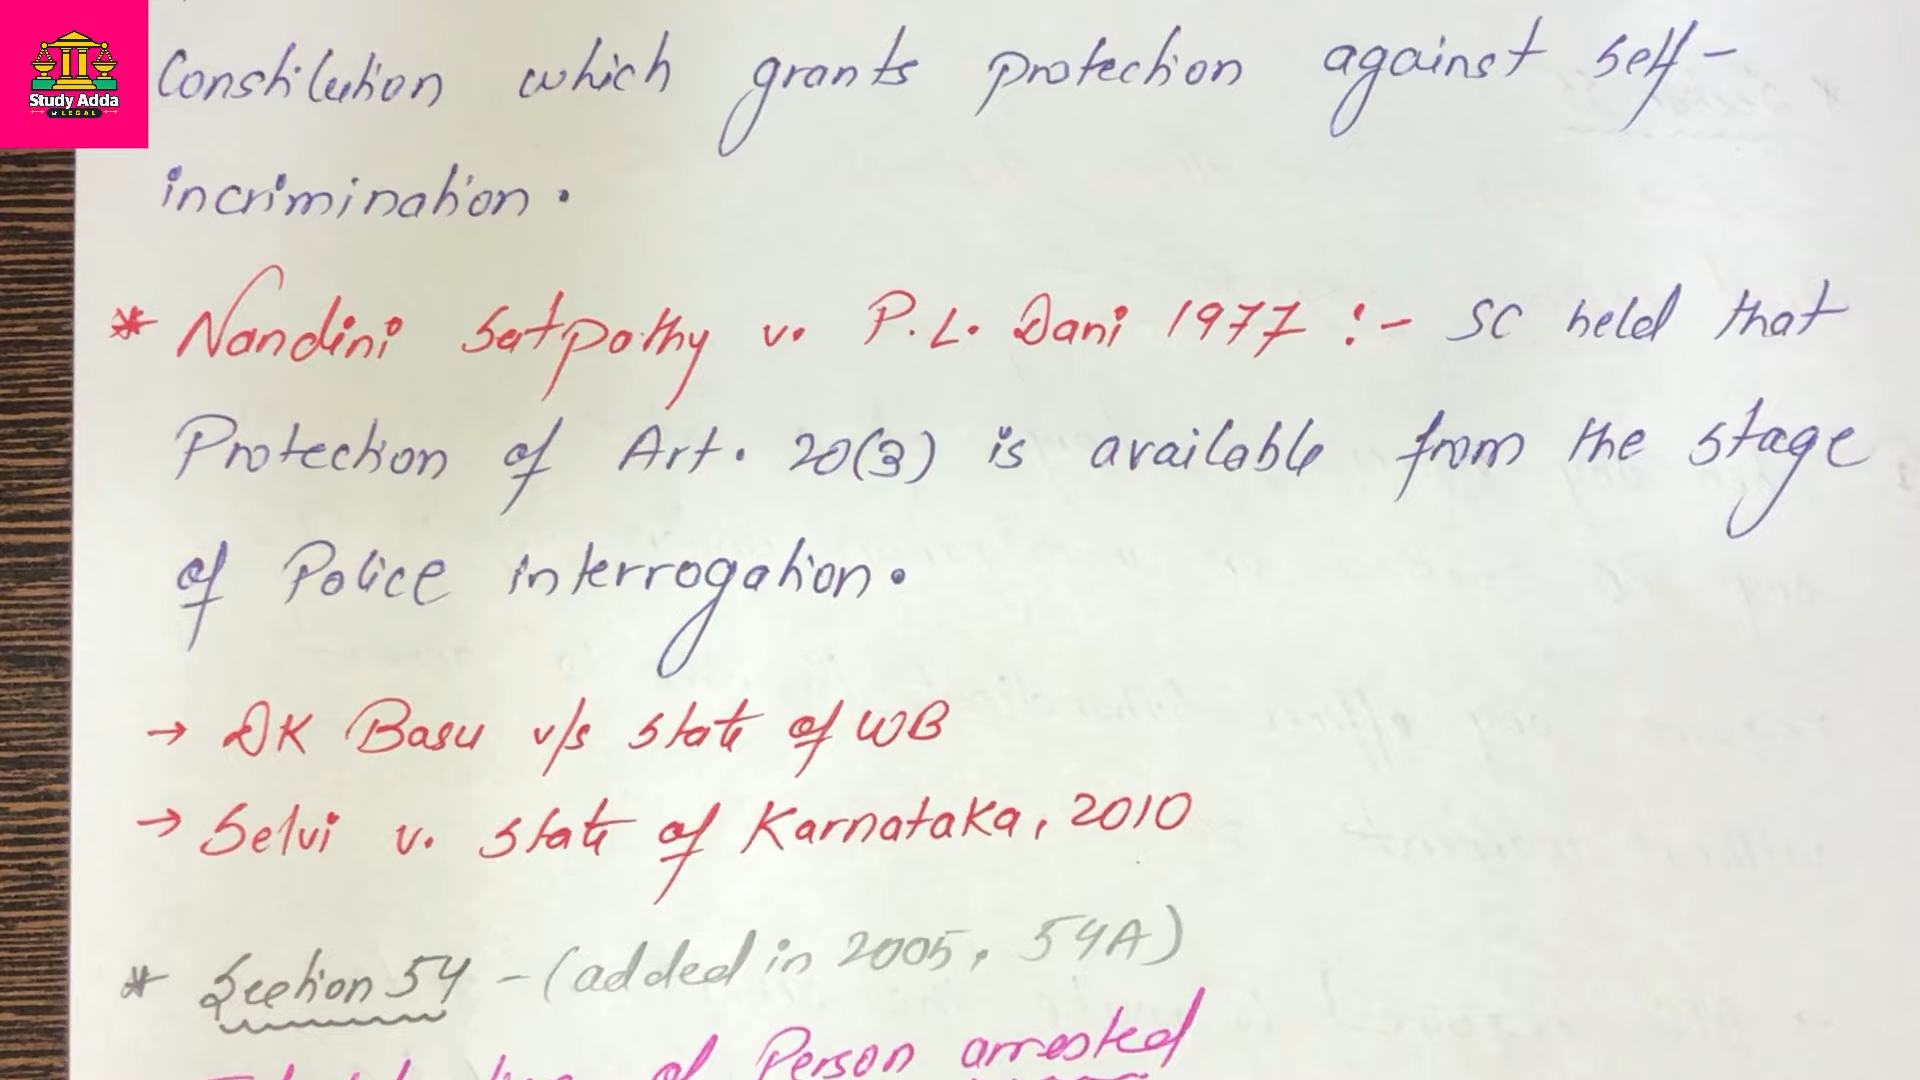 Study Adda
LEGAL
Constitution which grants protection against self-
incrimination.
* Nandini Satpathy v. P.L. Dani 1977 :- SC held that
Protection of Art. 20(3) is available from the stage
of Police interrogation.
→ DK Basu v/s State of WB
→ Selvi v. State of Karnataka, 2010
* Section 54 - (added in 2005, 54A)
of Person arrested